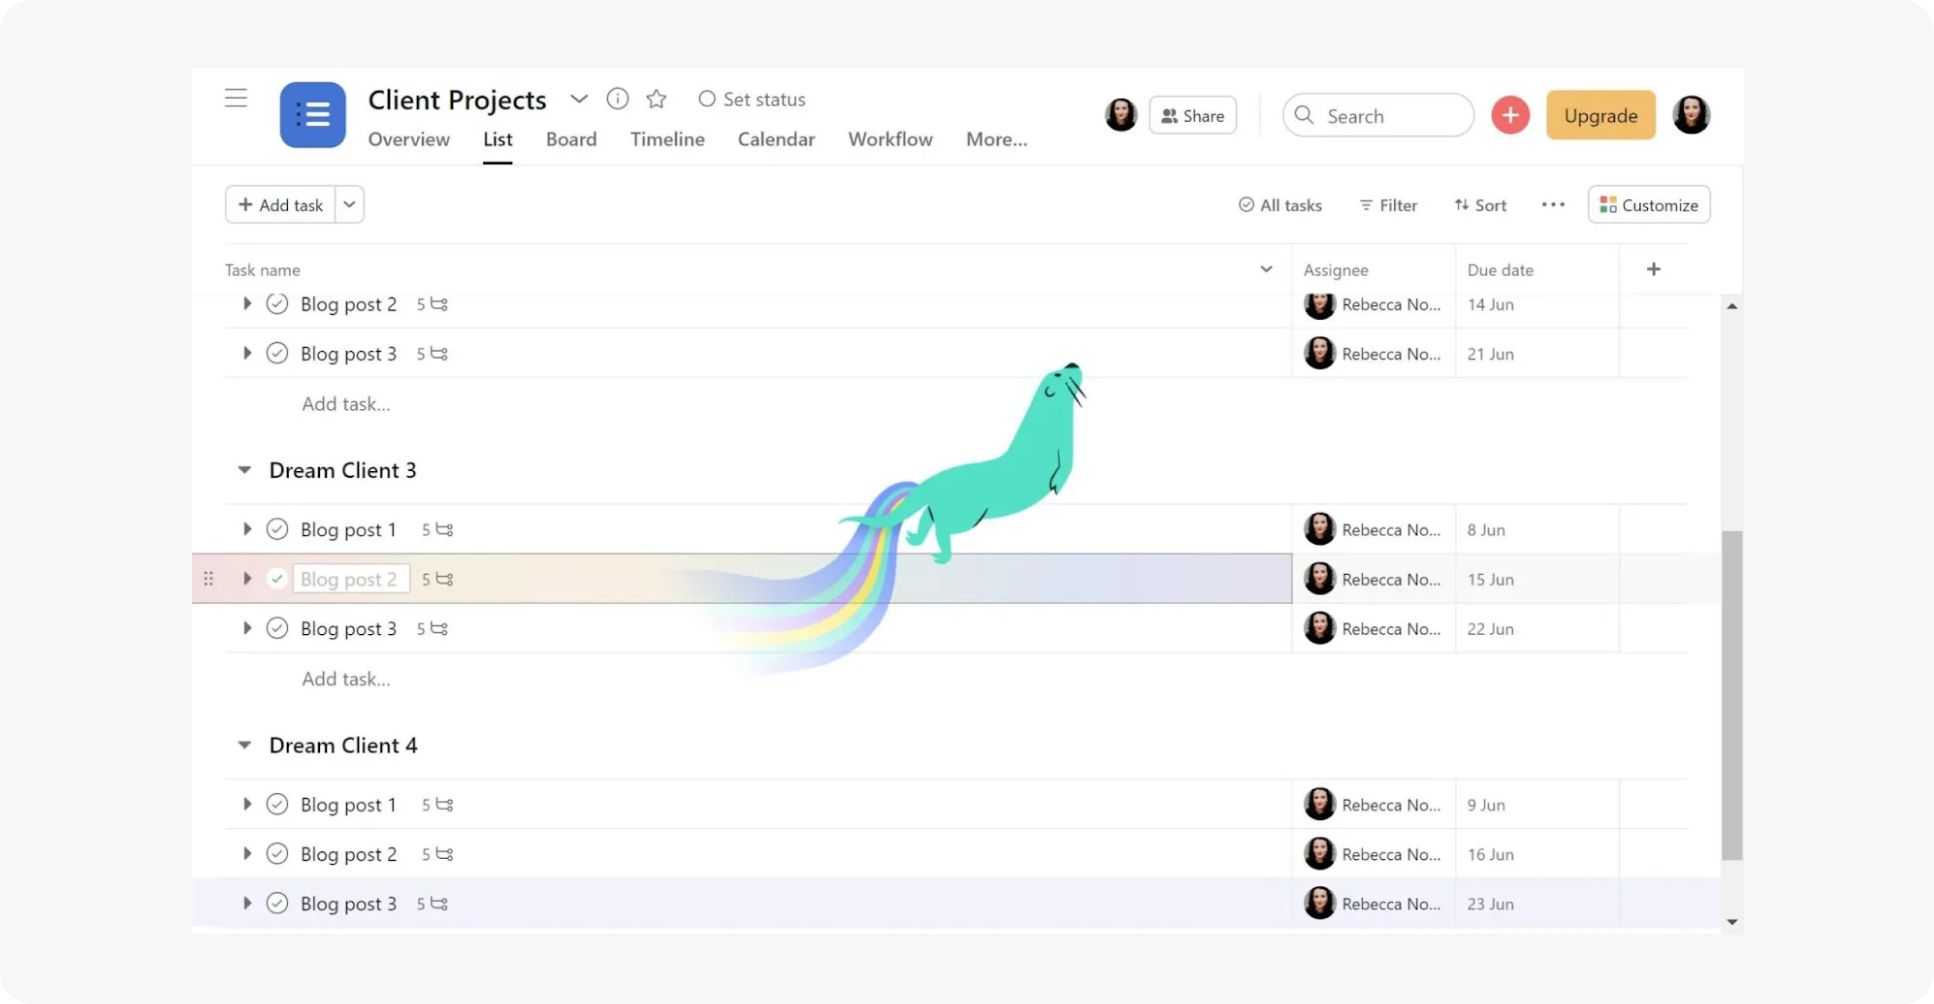 Client Projects Set status
Share Search Upgrade
Overview List Board Timeline Calendar Workflow More...
Add task All tasks Filter Sort Customize
Task name Assignee Due date
Blog post 2 5 Rebecca No... 14 Jun
Blog post 3 5 Rebecca No... 21 Jun
Add task...
Dream Client 3
Blog post 1 5 Rebecca No... 8 Jun
Blog post 2 5 Rebecca No... 15 Jun
Blog post 3 5 Rebecca No... 22 Jun
Add task...
Dream Client 4
Blog post 1 5 Rebecca No... 9 Jun
Blog post 2 5 Rebecca No... 16 Jun
Blog post 3 5 Rebecca No... 23 Jun